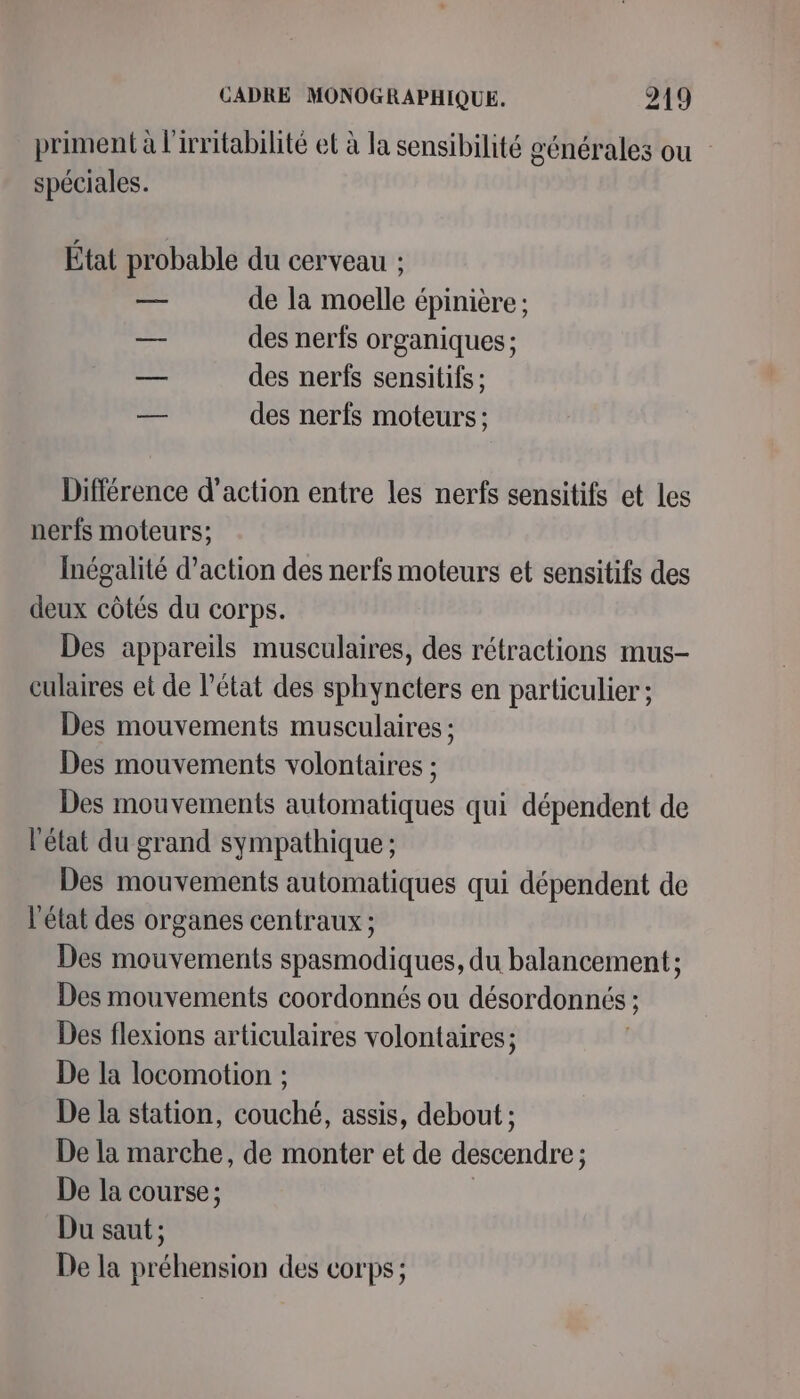 CADRE MONOGRAPHIQUE. 219
priment à l'irritabilité et à la sensibilité générales ou
spéciales.
État probable du cerveau ;
— de la moelle épinière ;
— des nerfs organiques ;
— des nerfs sensitifs ;
— des nerfs moteurs ;
Différence d'action entre les nerfs sensitifs et les
nerfs moteurs;
Inégalité d'action des nerfs moteurs et sensitifs des
deux côtés du corps.
Des appareils musculaires, des rétractions mus-
culaires et de l'état des sphyncters en particulier ;
Des mouvements musculaires ;
Des mouvements volontaires ;
Des mouvements automatiques qui dépendent de
l'état du grand sympathique ;
Des mouvements automatiques qui dépendent de
l'état des organes centraux ;
Des mouvements spasmodiques, du balancement ;
Des mouvements coordonnés ou désordonnés ;
Des flexions articulaires volontaires ;
De la locomotion ;
De la station, couché, assis, debout ;
De la marche, de monter et de descendre ;
De la course ;
Du saut ;
De la préhension des corps ;